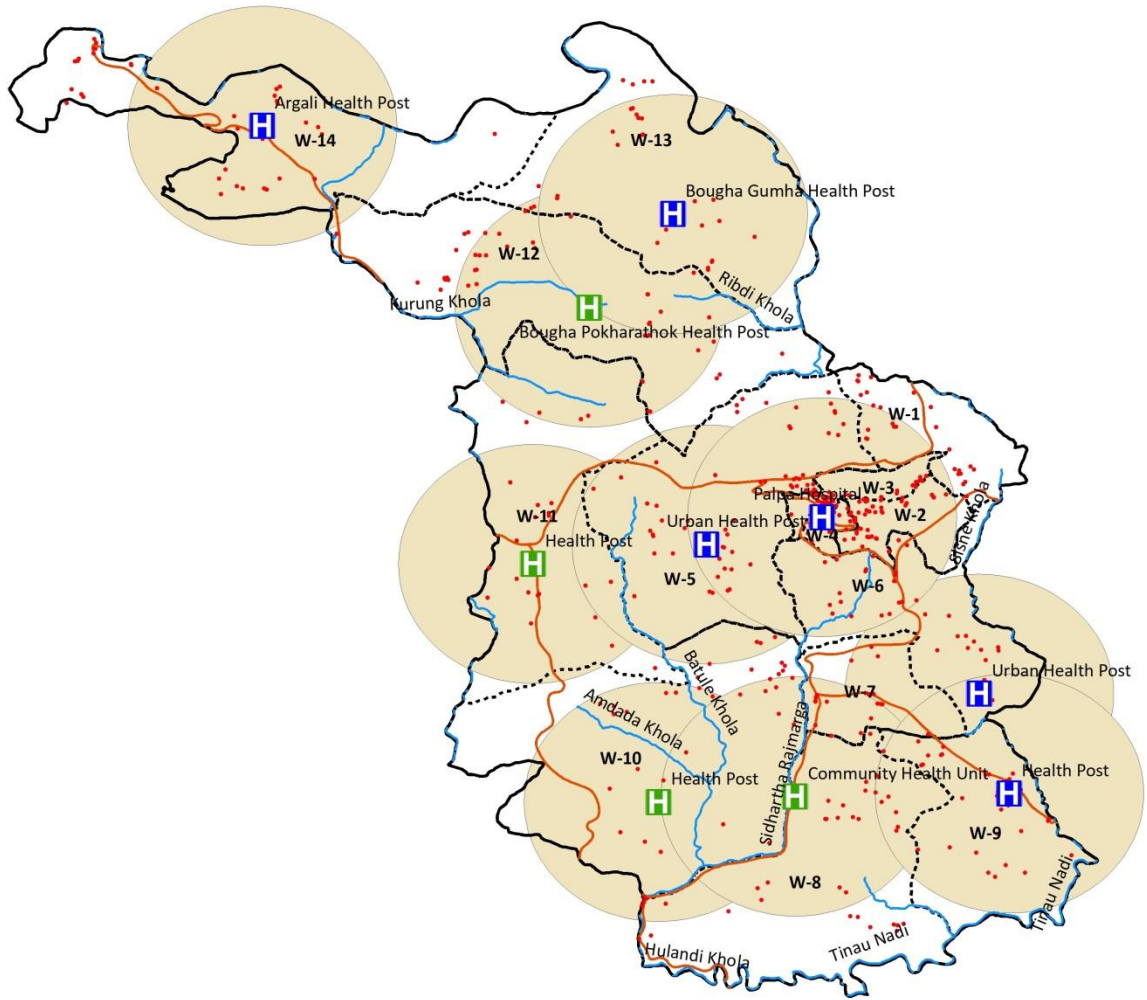 Argali Health Post
H
W-14
W-13
Bougha Gumha Health Post
H
W-12
Ribdi Khola
Kurung Khola
H
Bougha Pokharathok Health Post
W-1
W-3
Palpa Hospital
H
W-2
Sisne Khola
W-11
Urban Health Post
W-4
Health Post
H
H
W-5
W-6
Batule Khola
Urban Health Post
H
W-7
Amdada Khola
Sidhartha Rajmarga
W-10
Health Post
H
Community Health Unit
H
Health Post
H
W-9
W-8
Tinau Nadi
Tinau Nadi
Hulandi Khola